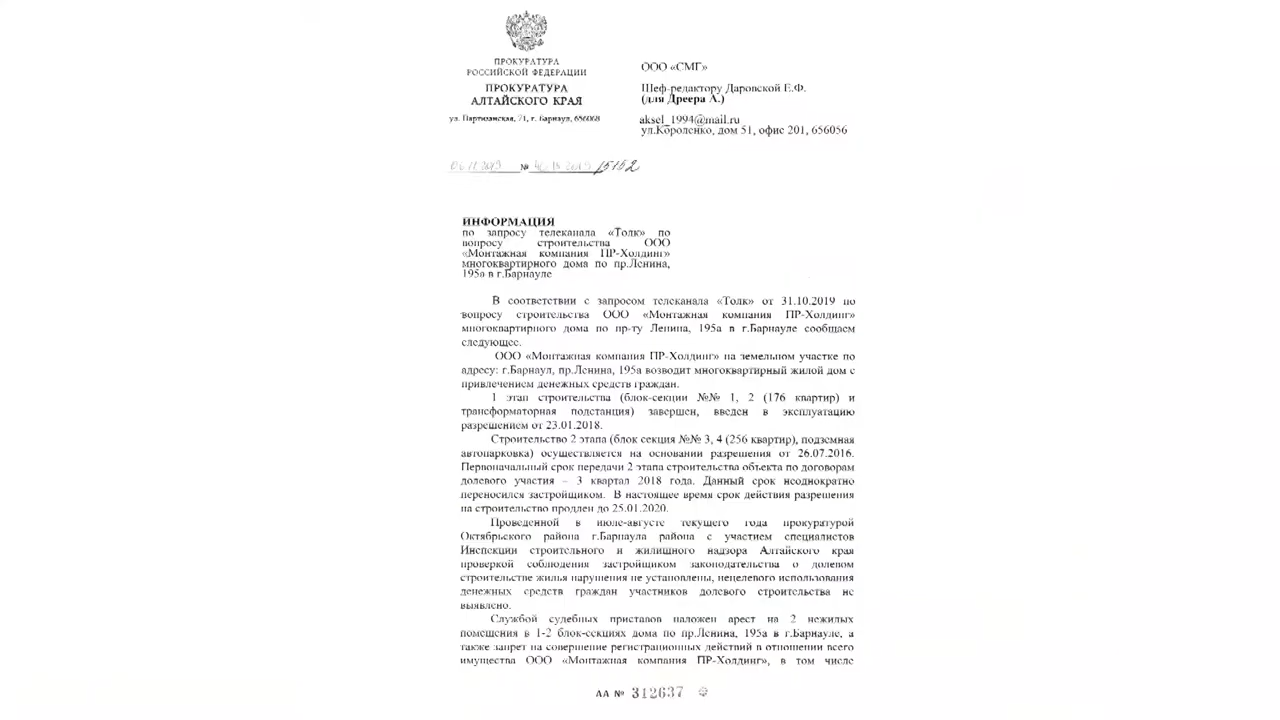 ПРОКУРАТУРА
РОССИЙСКОЙ ФЕДЕРАЦИИ
ПРОКУРАТУРА
АЛТАЙСКОГО КРАЯ
ул. Партизанская, 71, г. Барнаул, 656068
ООО «СМГ»
Шеф-редактору Даровской Е.Ф.
(для Дреера А.)
aksel_1994@mail.ru
ул.Короленко, дом 51, офис 201, 656056
№ 15152
ИНФОРМАЦИЯ
по запросу телеканала «Толк» по
вопросу строительства ООО
«Монтажная компания ПР-Холдинг»
многоквартирного дома по пр.Ленина,
195а в г.Барнауле
В соответствии с запросом телеканала «Толк» от 31.10.2019 по
вопросу строительства ООО «Монтажная компания ПР-Холдинг»
многоквартирного дома по пр-ту Ленина, 195а в г.Барнауле сообщаем
следующее.
ООО «Монтажная компания ПР-Холдинг» на земельном участке по
адресу: г.Барнаул, пр.Ленина, 195а возводит многоквартирный жилой дом с
привлечением денежных средств граждан.
1 этап строительства (блок-секции №№ 1, 2 (176 квартир) и
трансформаторная подстанция) завершен, введен в эксплуатацию
разрешением от 23.01.2018.
Строительство 2 этапа (блок секция №№ 3, 4 (256 квартир), подземная
автопарковка) осуществляется на основании разрешения от 26.07.2016.
Первоначальный срок передачи 2 этапа строительства объекта по договорам
долевого участия – 3 квартал 2018 года. Данный срок неоднократно
переносился застройщиком. В настоящее время срок действия разрешения
на строительство продлен до 25.01.2020.
Проведенной в июле-августе текущего года прокуратурой
Октябрьского района г.Барнаула района с участием специалистов
Инспекции строительного и жилищного надзора Алтайского края
проверкой соблюдения застройщиком законодательства о долевом
строительстве жилья нарушения не установлены, нецелевого использования
денежных средств граждан участников долевого строительства не
выявлено.
Службой судебных приставов наложен арест на 2 нежилых
помещения в 1-2 блок-секциях дома по пр.Ленина, 195а в г.Барнауле, а
также запрет на совершение регистрационных действий в отношении всего
имущества ООО «Монтажная компания ПР-Холдинг», в том числе
АА № 312637